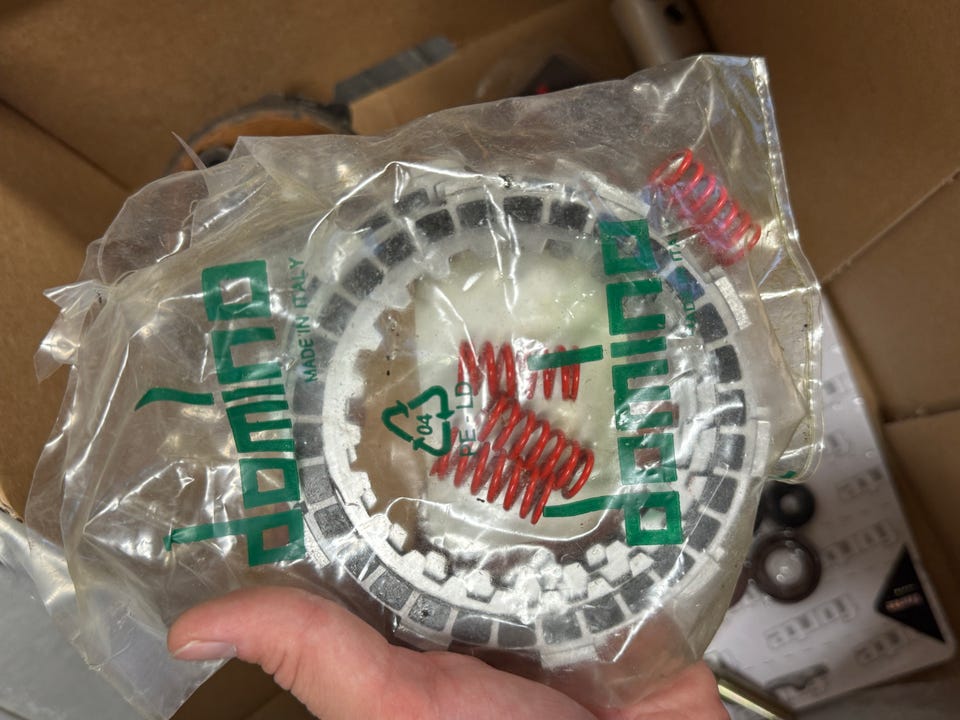 domino
MADE IN ITALY
04
PE-LD
domino